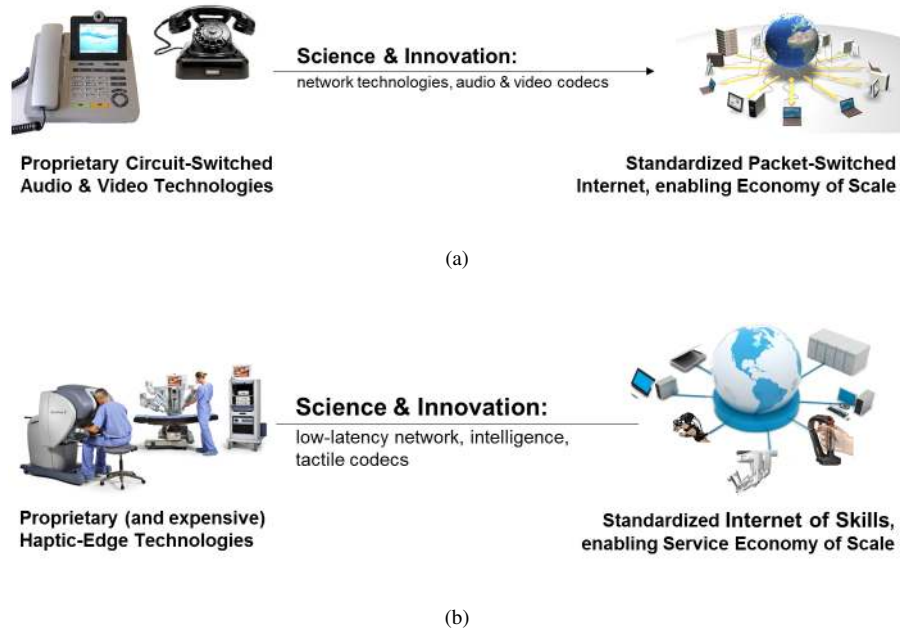 Science & Innovation:
network technologies, audio & video codecs
Proprietary Circuit-Switched
Audio & Video Technologies
Standardized Packet-Switched
Internet, enabling Economy of Scale
(a)
Science & Innovation:
low-latency network, intelligence,
tactile codecs
Proprietary (and expensive)
Haptic-Edge Technologies
Standardized Internet of Skills,
enabling Service Economy of Scale
(b)